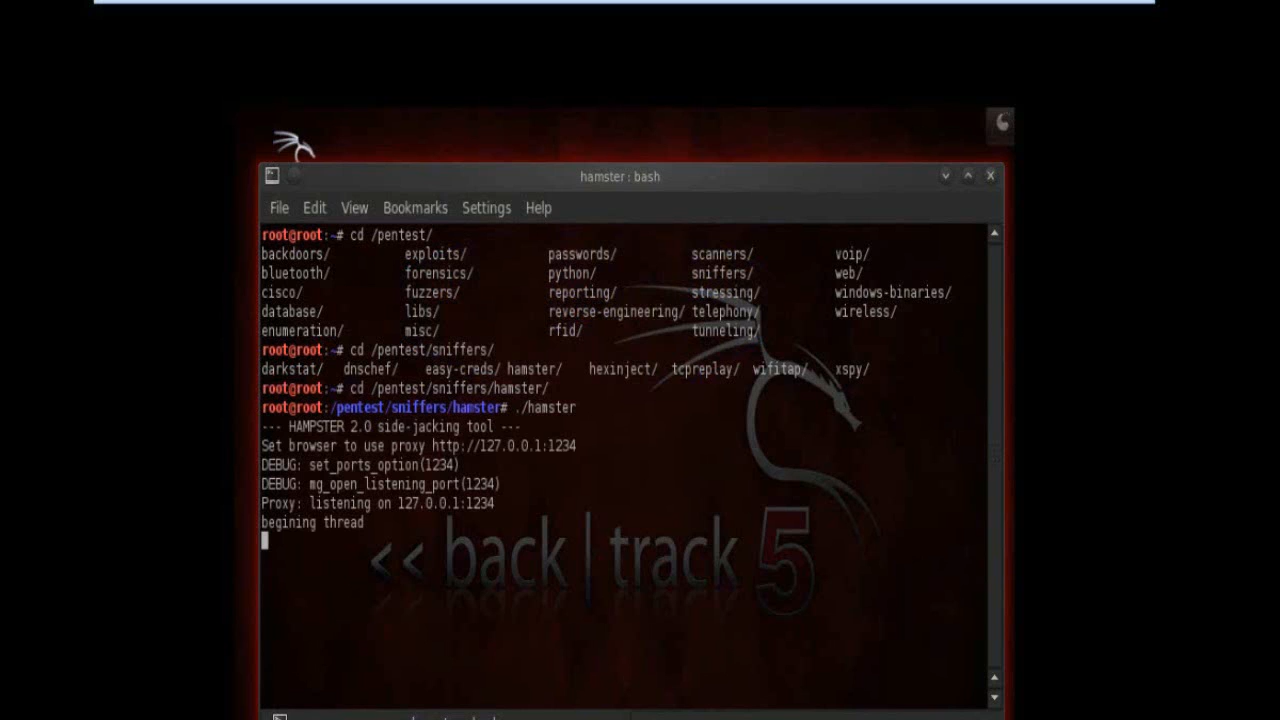 hamster : bash
File Edit View Bookmarks Settings Help
root@root:~# cd /pentest/
backdoors/ exploits/ passwords/ scanners/ voip/
bluetooth/ forensics/ python/ sniffers/ web/
cisco/ fuzzers/ reporting/ stressing/ windows-binaries/
database/ libs/ reverse-engineering/ telephony/ wireless/
enumeration/ misc/ rfid/ tunneling/
root@root:~# cd /pentest/sniffers/
darkstat/ dnschef/ easy-creds/ hamster/ hexinject/ tcpreplay/ wifitap/ xspy/
root@root:~# cd /pentest/sniffers/hamster/
root@root:/pentest/sniffers/hamster# ./hamster
--- HAMPSTER 2.0 side-jacking tool ---
Set browser to use proxy http://127.0.0.1:1234
DEBUG: set_ports_option(1234)
DEBUG: mg_open_listening_port(1234)
Proxy: listening on 127.0.0.1:1234
begining thread
<< back | track 5